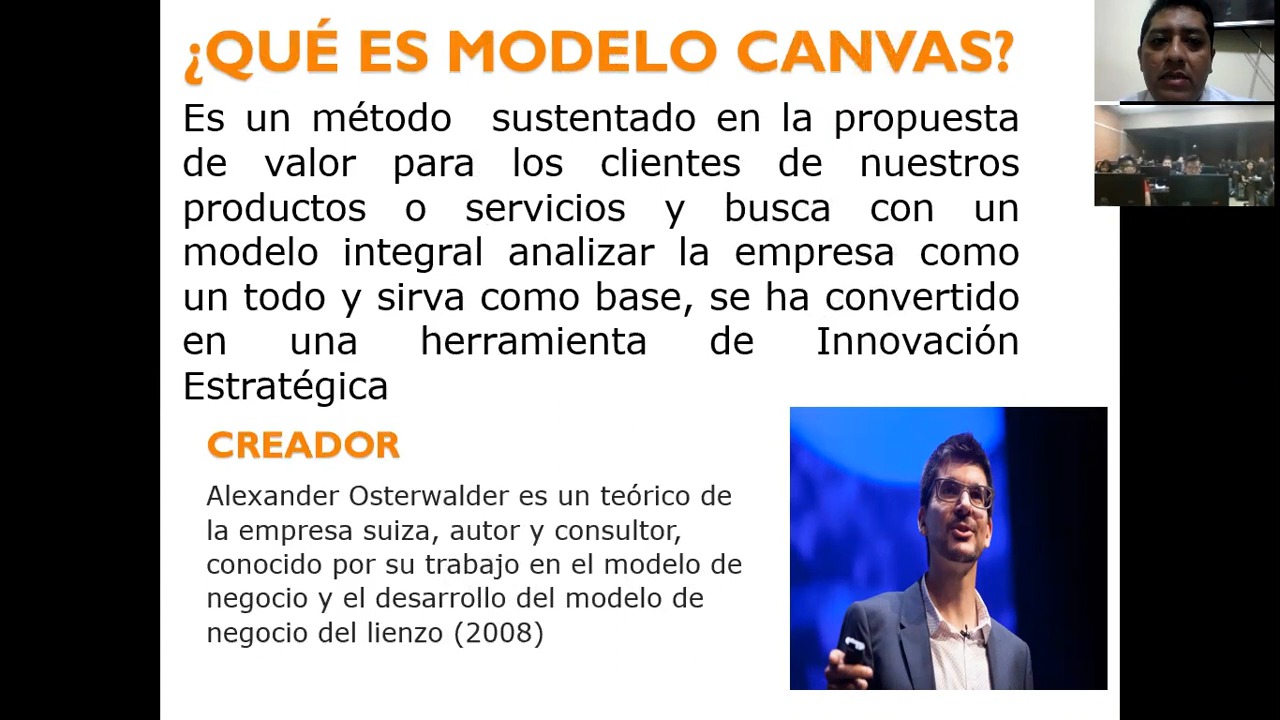 ¿QUÉ ES MODELO CANVAS?
Es un método sustentado en la propuesta
de valor para los clientes de nuestros
productos o servicios y busca con un
modelo integral analizar la empresa como
un todo y sirva como base, se ha convertido
en una herramienta de Innovación
Estratégica
CREADOR
Alexander Osterwalder es un teórico de
la empresa suiza, autor y consultor,
conocido por su trabajo en el modelo de
negocio y el desarrollo del modelo de
negocio del lienzo (2008)